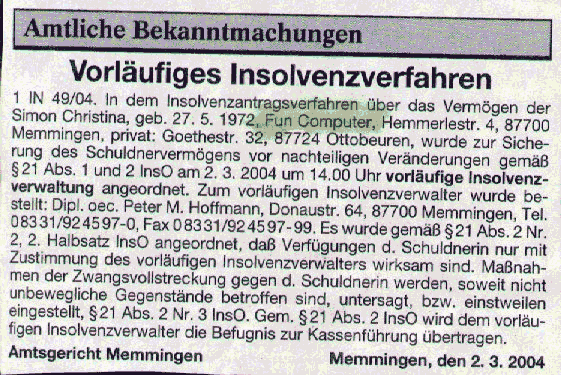 Amtliche Bekanntmachungen
Vorläufiges Insolvenzverfahren
1 IN 49/04. In dem Insolvenzantragsverfahren über das Vermögen der
Simon Christina, geb. 27. 5. 1972, Fun Computer, Hemmerlestr. 4, 87700
Memmingen, privat: Goethestr. 32, 87724 Ottobeuren, wurde zur Siche-
rung des Schuldnervermögens vor nachteiligen Veränderungen gemäß
§ 21 Abs. 1 und 2 InsO am 2. 3. 2004 um 14.00 Uhr vorläufige Insolvenz-
verwaltung angeordnet. Zum vorläufigen Insolvenzverwalter wurde be-
stellt: Dipl. oec. Peter M. Hoffmann, Donaustr. 64, 87700 Memmingen, Tel.
08331/924597-0, Fax 08331/924597-99. Es wurde gemäß §21 Abs. 2 Nr.
2, 2. Halbsatz InsO angeordnet, daß Verfügungen d. Schuldnerin nur mit
Zustimmung des vorläufigen Insolvenzverwalters wirksam sind. Maßnah-
men der Zwangsvollstreckung gegen d. Schuldnerin werden, soweit nicht
unbewegliche Gegenstände betroffen sind, untersagt, bzw. einstweilen
eingestellt, §21 Abs. 2 Nr. 3 InsO. Gem. §21 Abs. 2 InsO wird dem vorläu-
figen Insolvenzverwalter die Befugnis zur Kassenführung übertragen.
Amtsgericht Memmingen Memmingen, den 2. 3. 2004